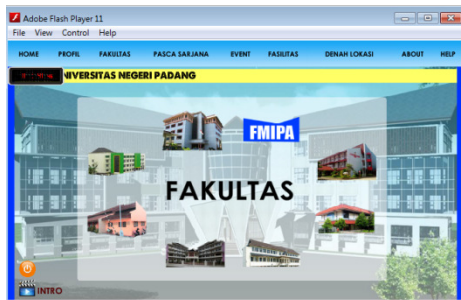 Adobe Flash Player 11
File View Control Help
HOME PROFIL FAKULTAS PASCA SARJANA EVENT FASILITAS DENAH LOKASI ABOUT HELP
NIVERSITAS NEGERI PADANG
FMIPA
FAKULTAS
INTRO